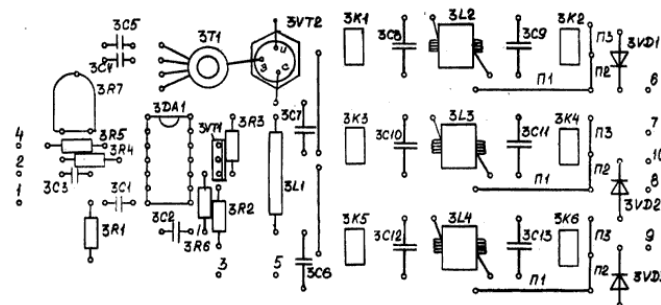 3C5 3T1 3VT2 3K1 3C8 3L2 3C9 3K2 П3 3VD1
3C4 и з с П2
3R7 П1 6
3DA1 3VT1 3R3 3C7 3K3 3C10 3L3 3C11 3K4 П3 7
4 3R5
2 3R4 10
3C3 П1 П2 8
1 3C1 3L1 3VD2
3R1 3C2 3R6 1 3R2 3K5 3C12 3L4 3C13 3K6 П3 9
3 5 3C6 П1 П2 3VD3